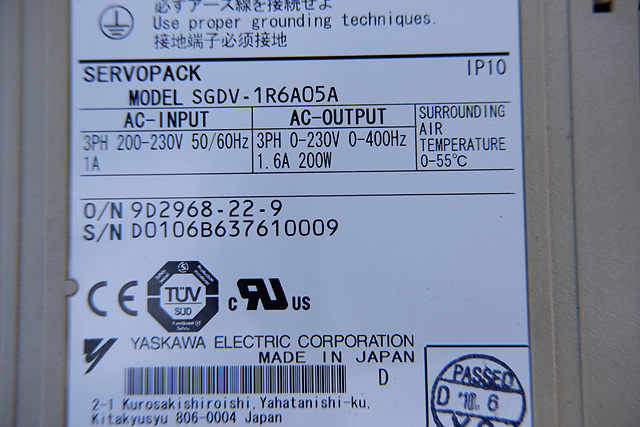 必ずアース線を接続せよ
Use proper grounding techniques.
接地端子必须接地
SERVOPACK IP10
MODEL SGDV-1R6A05A
AC-INPUT AC-OUTPUT SURROUNDING AIR TEMPERATURE 0-55℃
3PH 200-230V 50/60Hz 3PH 0-230V 0-400Hz
1A 1.6A 200W
O/N 9D2968-22-9
S/N D0106B637610009
CE
TÜV
SÜD
Functional Safety
c RU US
YASKAWA ELECTRIC CORPORATION
MADE IN JAPAN
D
2-1 Kurosakishiroishi, Yahatanishi-ku,
Kitakyusyu 806-0004 Japan
PASSED
D '10. 6